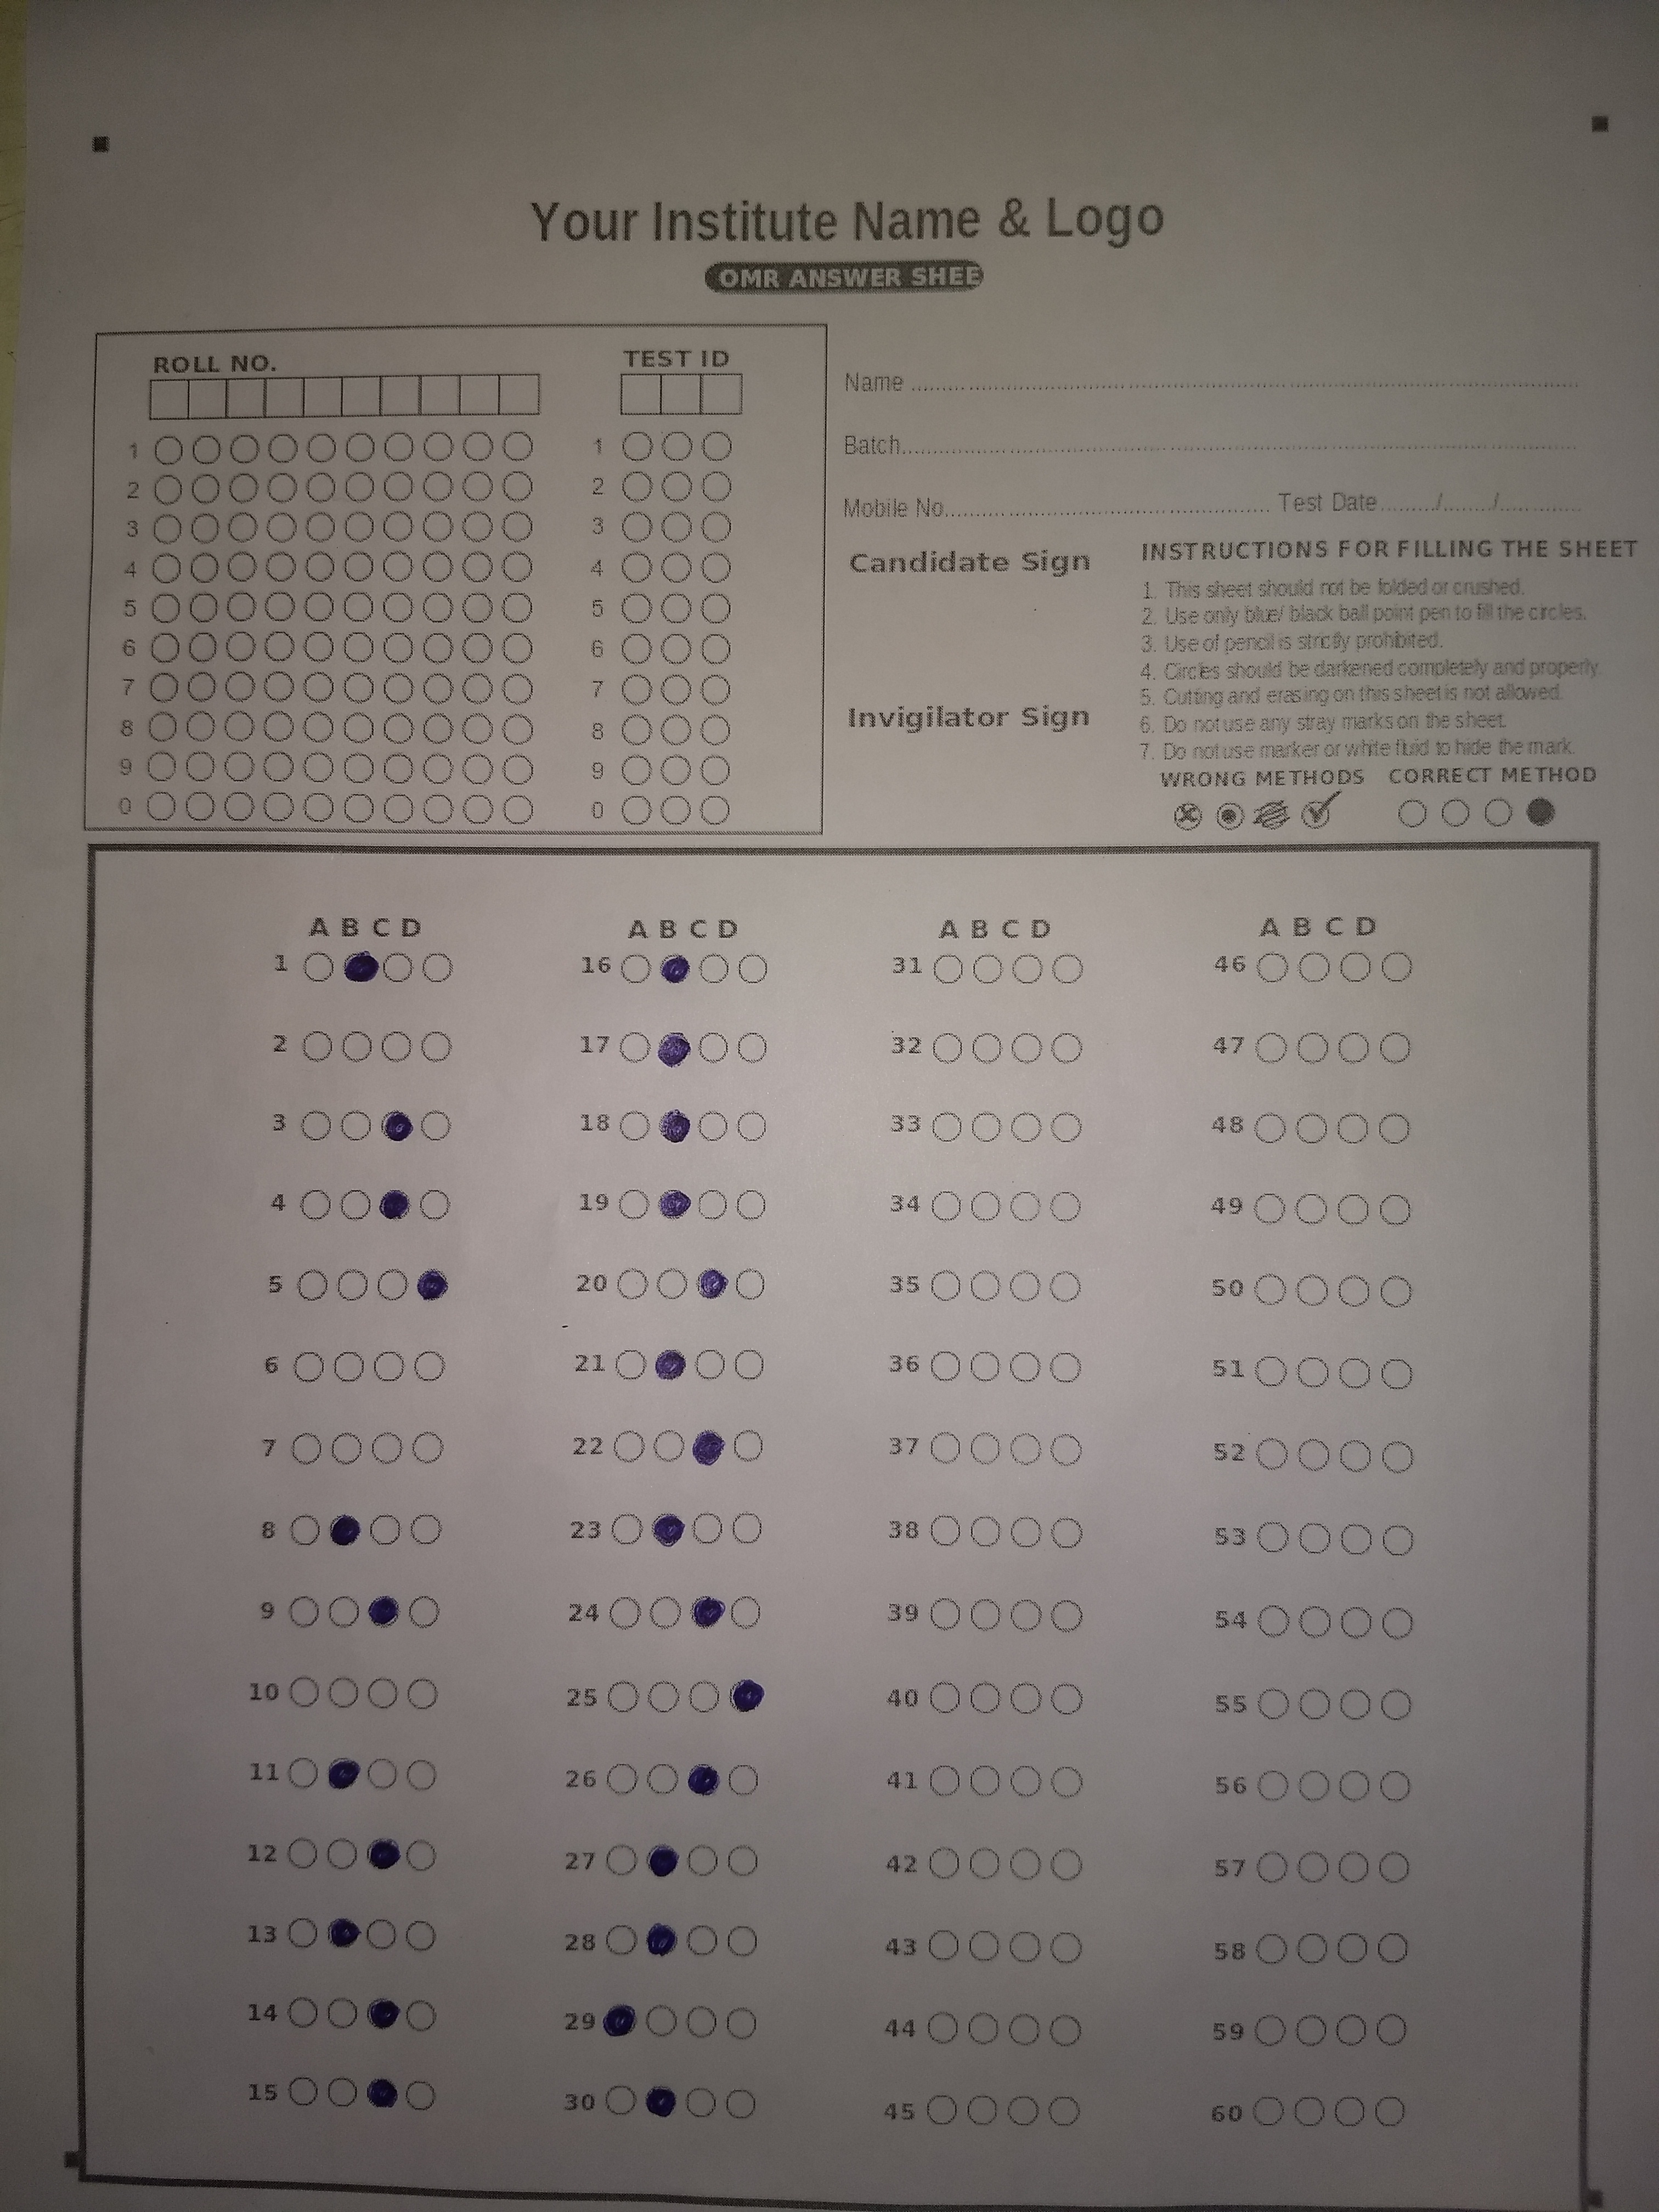 Your Institute Name & Logo
OMR ANSWER SHEE
ROLL NO.
TEST ID
1 1
2 2
3 3
4 4
5 5
6 6
7 7
8 8
9 9
0 0
Name
Batch
Mobile No. Test Date ......../......../..............
Candidate Sign
Invigilator Sign
INSTRUCTIONS FOR FILLING THE SHEET
1. This sheet should not be folded or crushed.
2. Use only blue/ black ball point pen to fill the circles.
3. Use of pencil is strictly prohibited.
4. Circles should be darkened completely and properly.
5. Cutting and erasing on this sheet is not allowed.
6. Do not use any stray marks on the sheet.
7. Do not use marker or white fluid to hide the mark.
WRONG METHODS CORRECT METHOD
A B C D A B C D A B C D A B C D
1 16 31 46
2 17 32 47
3 18 33 48
4 19 34 49
5 20 35 50
6 21 36 51
7 22 37 52
8 23 38 53
9 24 39 54
10 25 40 55
11 26 41 56
12 27 42 57
13 28 43 58
14 29 44 59
15 30 45 60